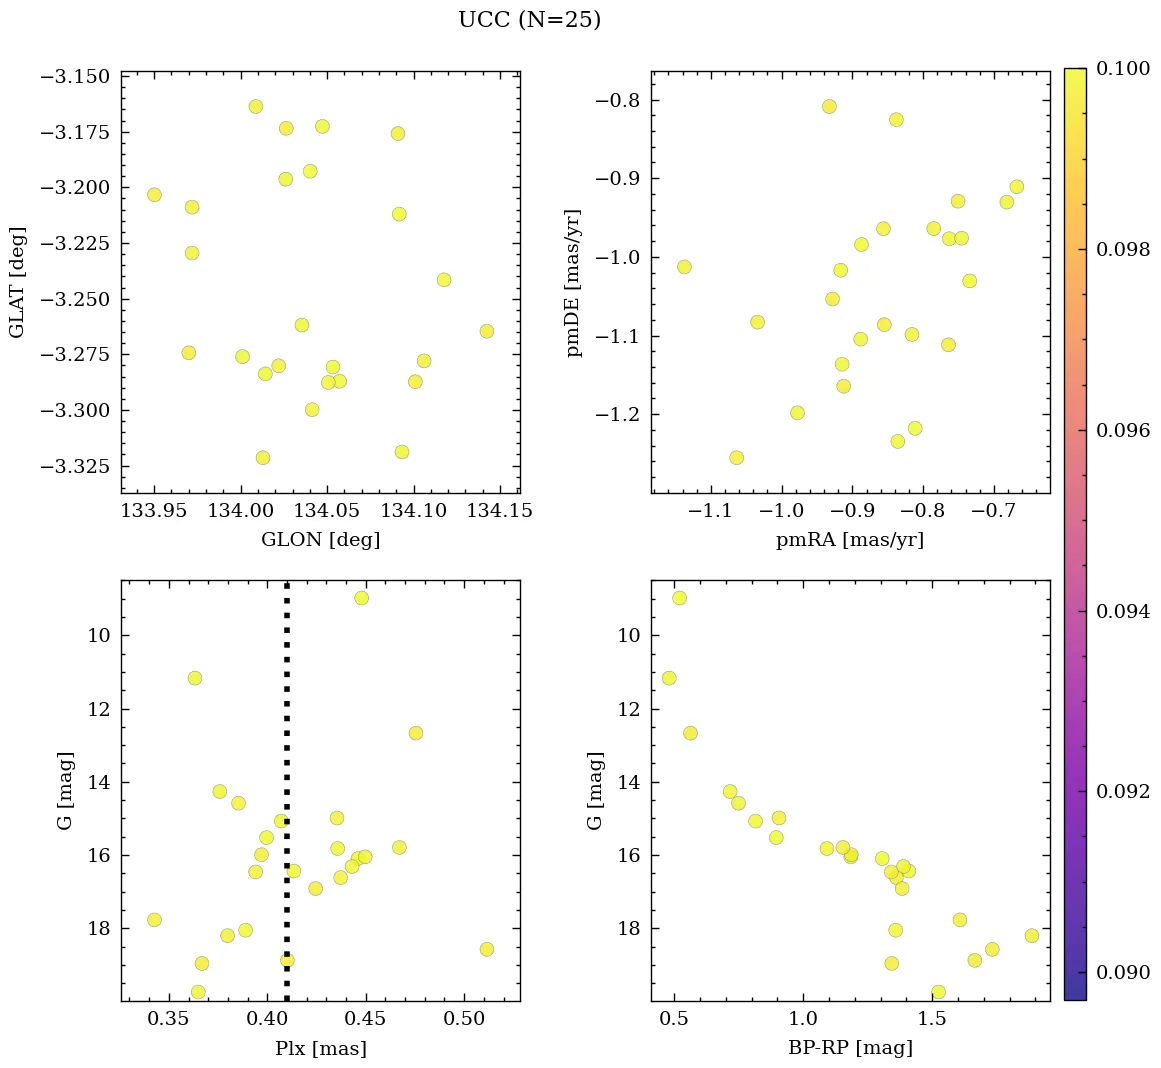 UCC (N=25)
−3.150
−3.175
−3.200
−3.225
−3.250
−3.275
−3.300
−3.325
GLAT [deg]
133.95 134.00 134.05 134.10 134.15
GLON [deg]
−0.8
−0.9
−1.0
−1.1
−1.2
pmDE [mas/yr]
−1.1 −1.0 −0.9 −0.8 −0.7
pmRA [mas/yr]
10
12
14
16
18
G [mag]
0.35 0.40 0.45 0.50
Plx [mas]
10
12
14
16
18
G [mag]
0.5 1.0 1.5
BP-RP [mag]
0.100
0.098
0.096
0.094
0.092
0.090